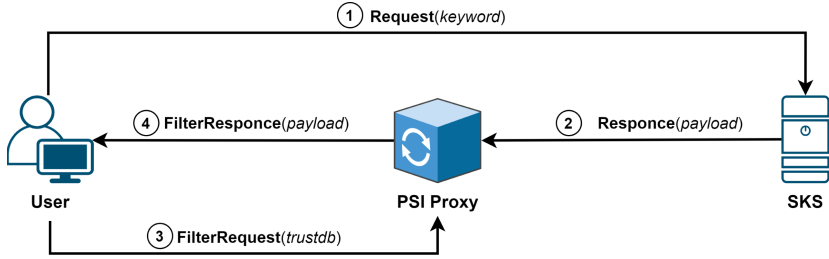 1 Request(keyword)
4 FilterResponce(payload)
2 Responce(payload)
User
PSI Proxy
SKS
3 FilterRequest(trustdb)